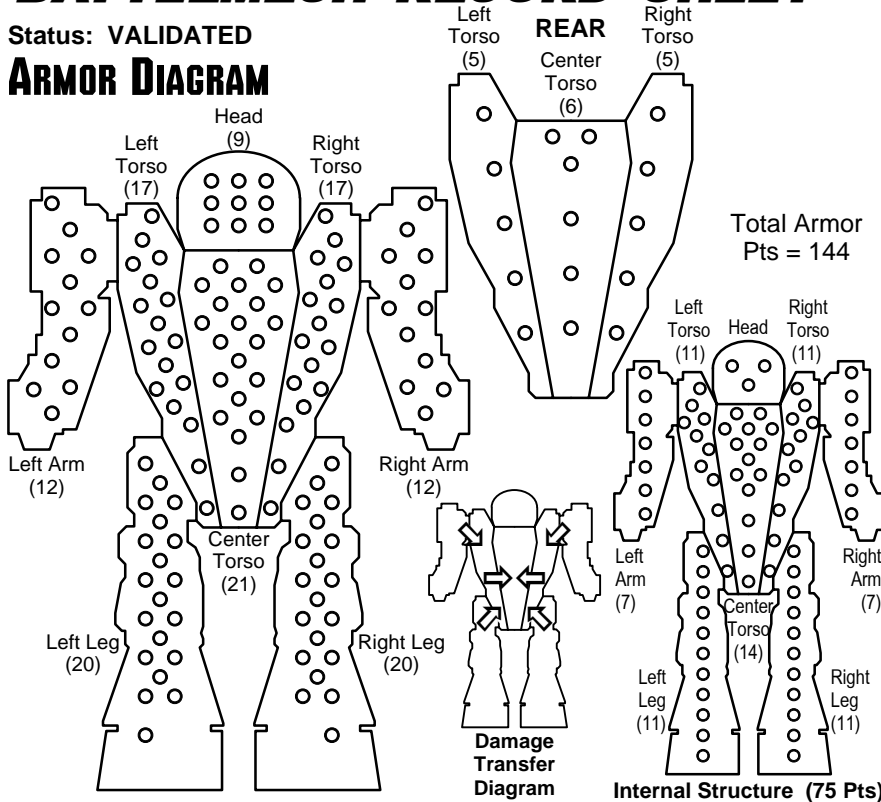 BATTLEMECH RECORD SHEET
Status: VALIDATED
ARMOR DIAGRAM
Head
(9)
Left
Torso
(17)
Right
Torso
(17)
Left Arm
(12)
Right Arm
(12)
Center
Torso
(21)
Left Leg
(20)
Right Leg
(20)
REAR
Left
Torso
(5)
Center
Torso
(6)
Right
Torso
(5)
Total Armor
Pts = 144
Left
Torso
(11)
Head
Right
Torso
(11)
Left
Arm
(7)
Right
Arm
(7)
Center
Torso
(14)
Left
Leg
(11)
Right
Leg
(11)
Damage
Transfer
Diagram
Internal Structure (75 Pts)